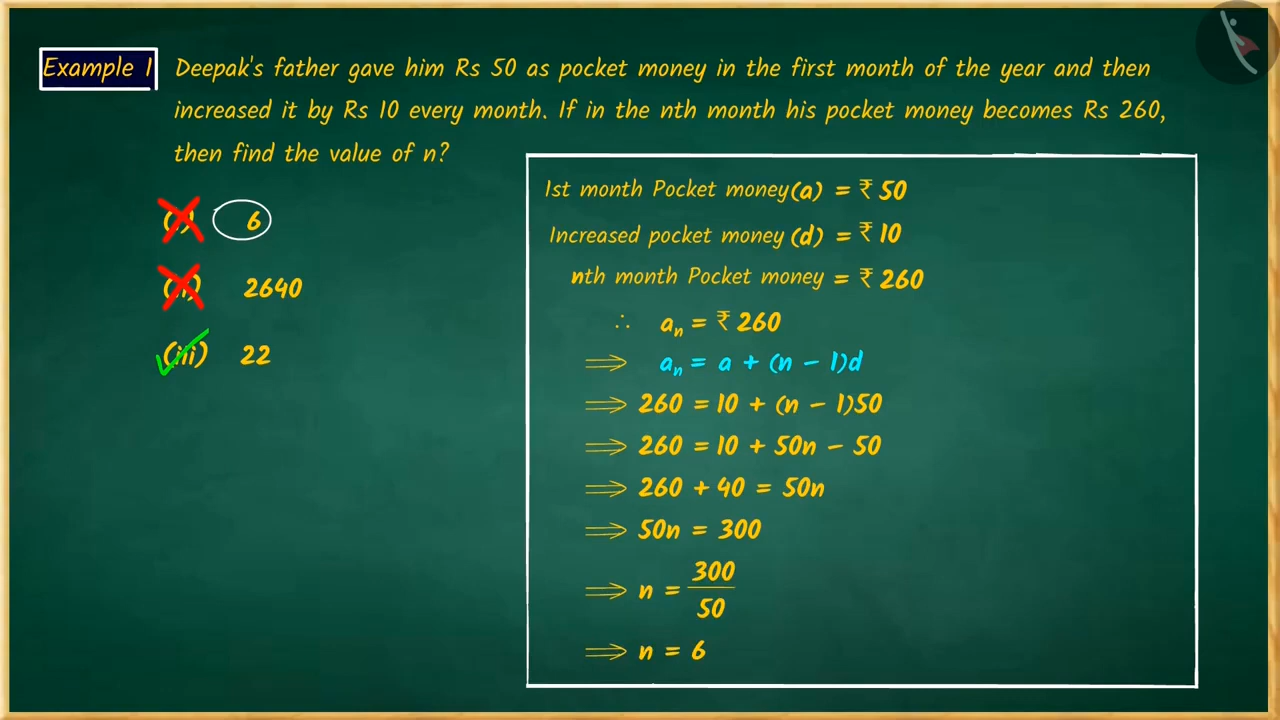 Example 1 Deepak's father gave him Rs 50 as pocket money in the first month of the year and then
increased it by Rs 10 every month. If in the nth month his pocket money becomes Rs 260,
then find the value of n?
(i) 6
(ii) 2640
(iii) 22
1st month Pocket money (a) = ₹ 50
Increased pocket money (d) = ₹ 10
nth month Pocket money = ₹ 260
∴ aₙ = ₹ 260
⟹ aₙ = a + (n − 1)d
⟹ 260 = 10 + (n − 1)50
⟹ 260 = 10 + 50n − 50
⟹ 260 + 40 = 50n
⟹ 50n = 300
⟹ n = 300/50
⟹ n = 6